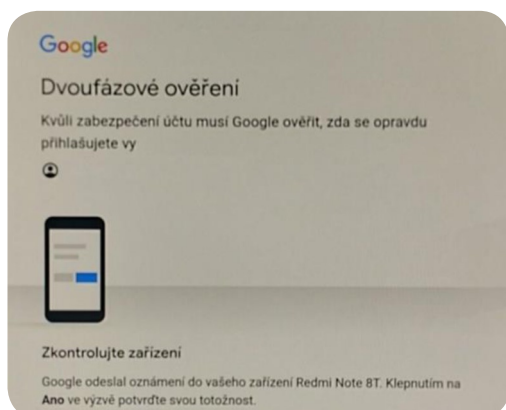 Google
Dvoufázové ověření
Kvůli zabezpečení účtu musí Google ověřit, zda se opravdu
přihlašujete vy
Zkontrolujte zařízení
Google odeslal oznámení do vašeho zařízení Redmi Note 8T. Klepnutím na
Ano ve výzvě potvrďte svou totožnost.